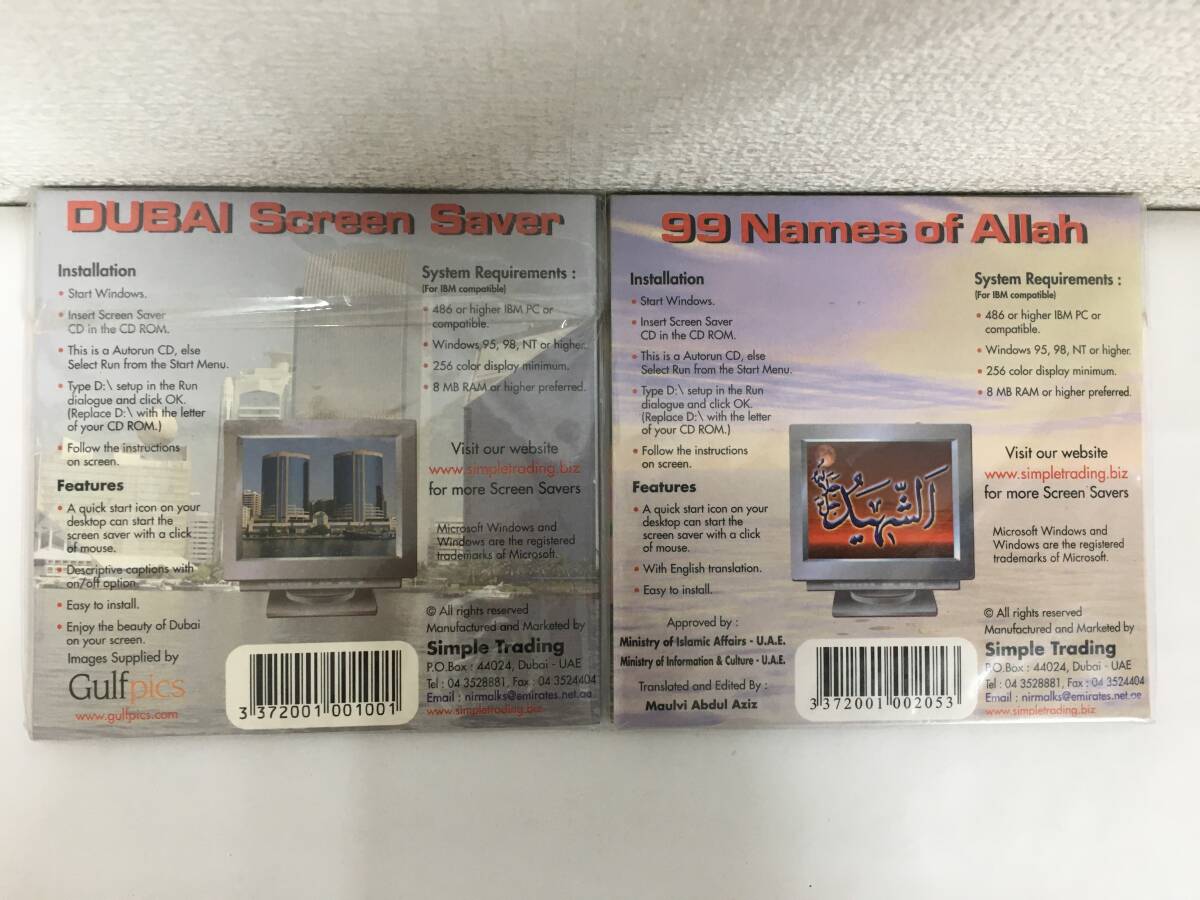 DUBAI Screen Saver
Installation
• Start Windows.
• Insert Screen Saver
CD in the CD ROM.
• This is a Autorun CD, else
Select Run from the Start Menu.
• Type D:\ setup in the Run
dialogue and click OK.
(Replace D:\ with the letter
of your CD ROM.)
• Follow the instructions
on screen.
Features
• A quick start icon on your
desktop can start the
screen saver with a click
of mouse.
• Descriptive captions with
on/off option.
• Easy to install.
• Enjoy the beauty of Dubai
on your screen.
Images Supplied by
Gulfpics
www.gulfpics.com
3 372001 001001
System Requirements :
(For IBM compatible)
• 486 or higher IBM PC or
compatible.
• Windows 95, 98, NT or higher.
• 256 color display minimum.
• 8 MB RAM or higher preferred.
Visit our website
www.simpletrading.biz
for more Screen Savers
Microsoft Windows and
Windows are the registered
trademarks of Microsoft.
© All rights reserved
Manufactured and Marketed by
Simple Trading
P.O.Box : 44024, Dubai - UAE
Tel : 04 3528881, Fax : 04 3524404
Email : nirmalks@emirates.net.ae
www.simpletrading.biz
99 Names of Allah
Installation
• Start Windows.
• Insert Screen Saver
CD in the CD ROM.
• This is a Autorun CD, else
Select Run from the Start Menu.
• Type D:\ setup in the Run
dialogue and click OK.
(Replace D:\ with the letter
of your CD ROM.)
• Follow the instructions
on screen.
Features
• A quick start icon on your
desktop can start the
screen saver with a click
of mouse.
• With English translation.
• Easy to install.
Approved by :
Ministry of Islamic Affairs - U.A.E.
Ministry of Information & Culture - U.A.E.
Translated and Edited By :
Maulvi Abdul Aziz
الشهيد
3 372001 002053
System Requirements :
(For IBM compatible)
• 486 or higher IBM PC or
compatible.
• Windows 95, 98, NT or higher.
• 256 color display minimum.
• 8 MB RAM or higher preferred.
Visit our website
www.simpletrading.biz
for more Screen Savers
Microsoft Windows and
Windows are the registered
trademarks of Microsoft.
© All rights reserved
Manufactured and Marketed by
Simple Trading
P.O.Box : 44024, Dubai - UAE
Tel : 04 3528881, Fax : 04 3524404
Email : nirmalks@emirates.net.ae
www.simpletrading.biz